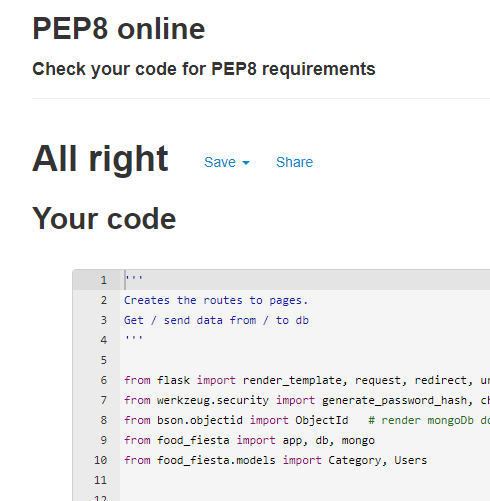 PEP8 online
Check your code for PEP8 requirements
All right Save Share
Your code
1 '''
2 Creates the routes to pages.
3 Get / send data from / to db
4 '''
5
6 from flask import render_template, request, redirect,
7 from werkzeug.security import generate_password_hash,
8 from bson.objectid import ObjectId # render mongoDb
9 from food_fiesta import app, db, mongo
10 from food_fiesta.models import Category, Users
11
12